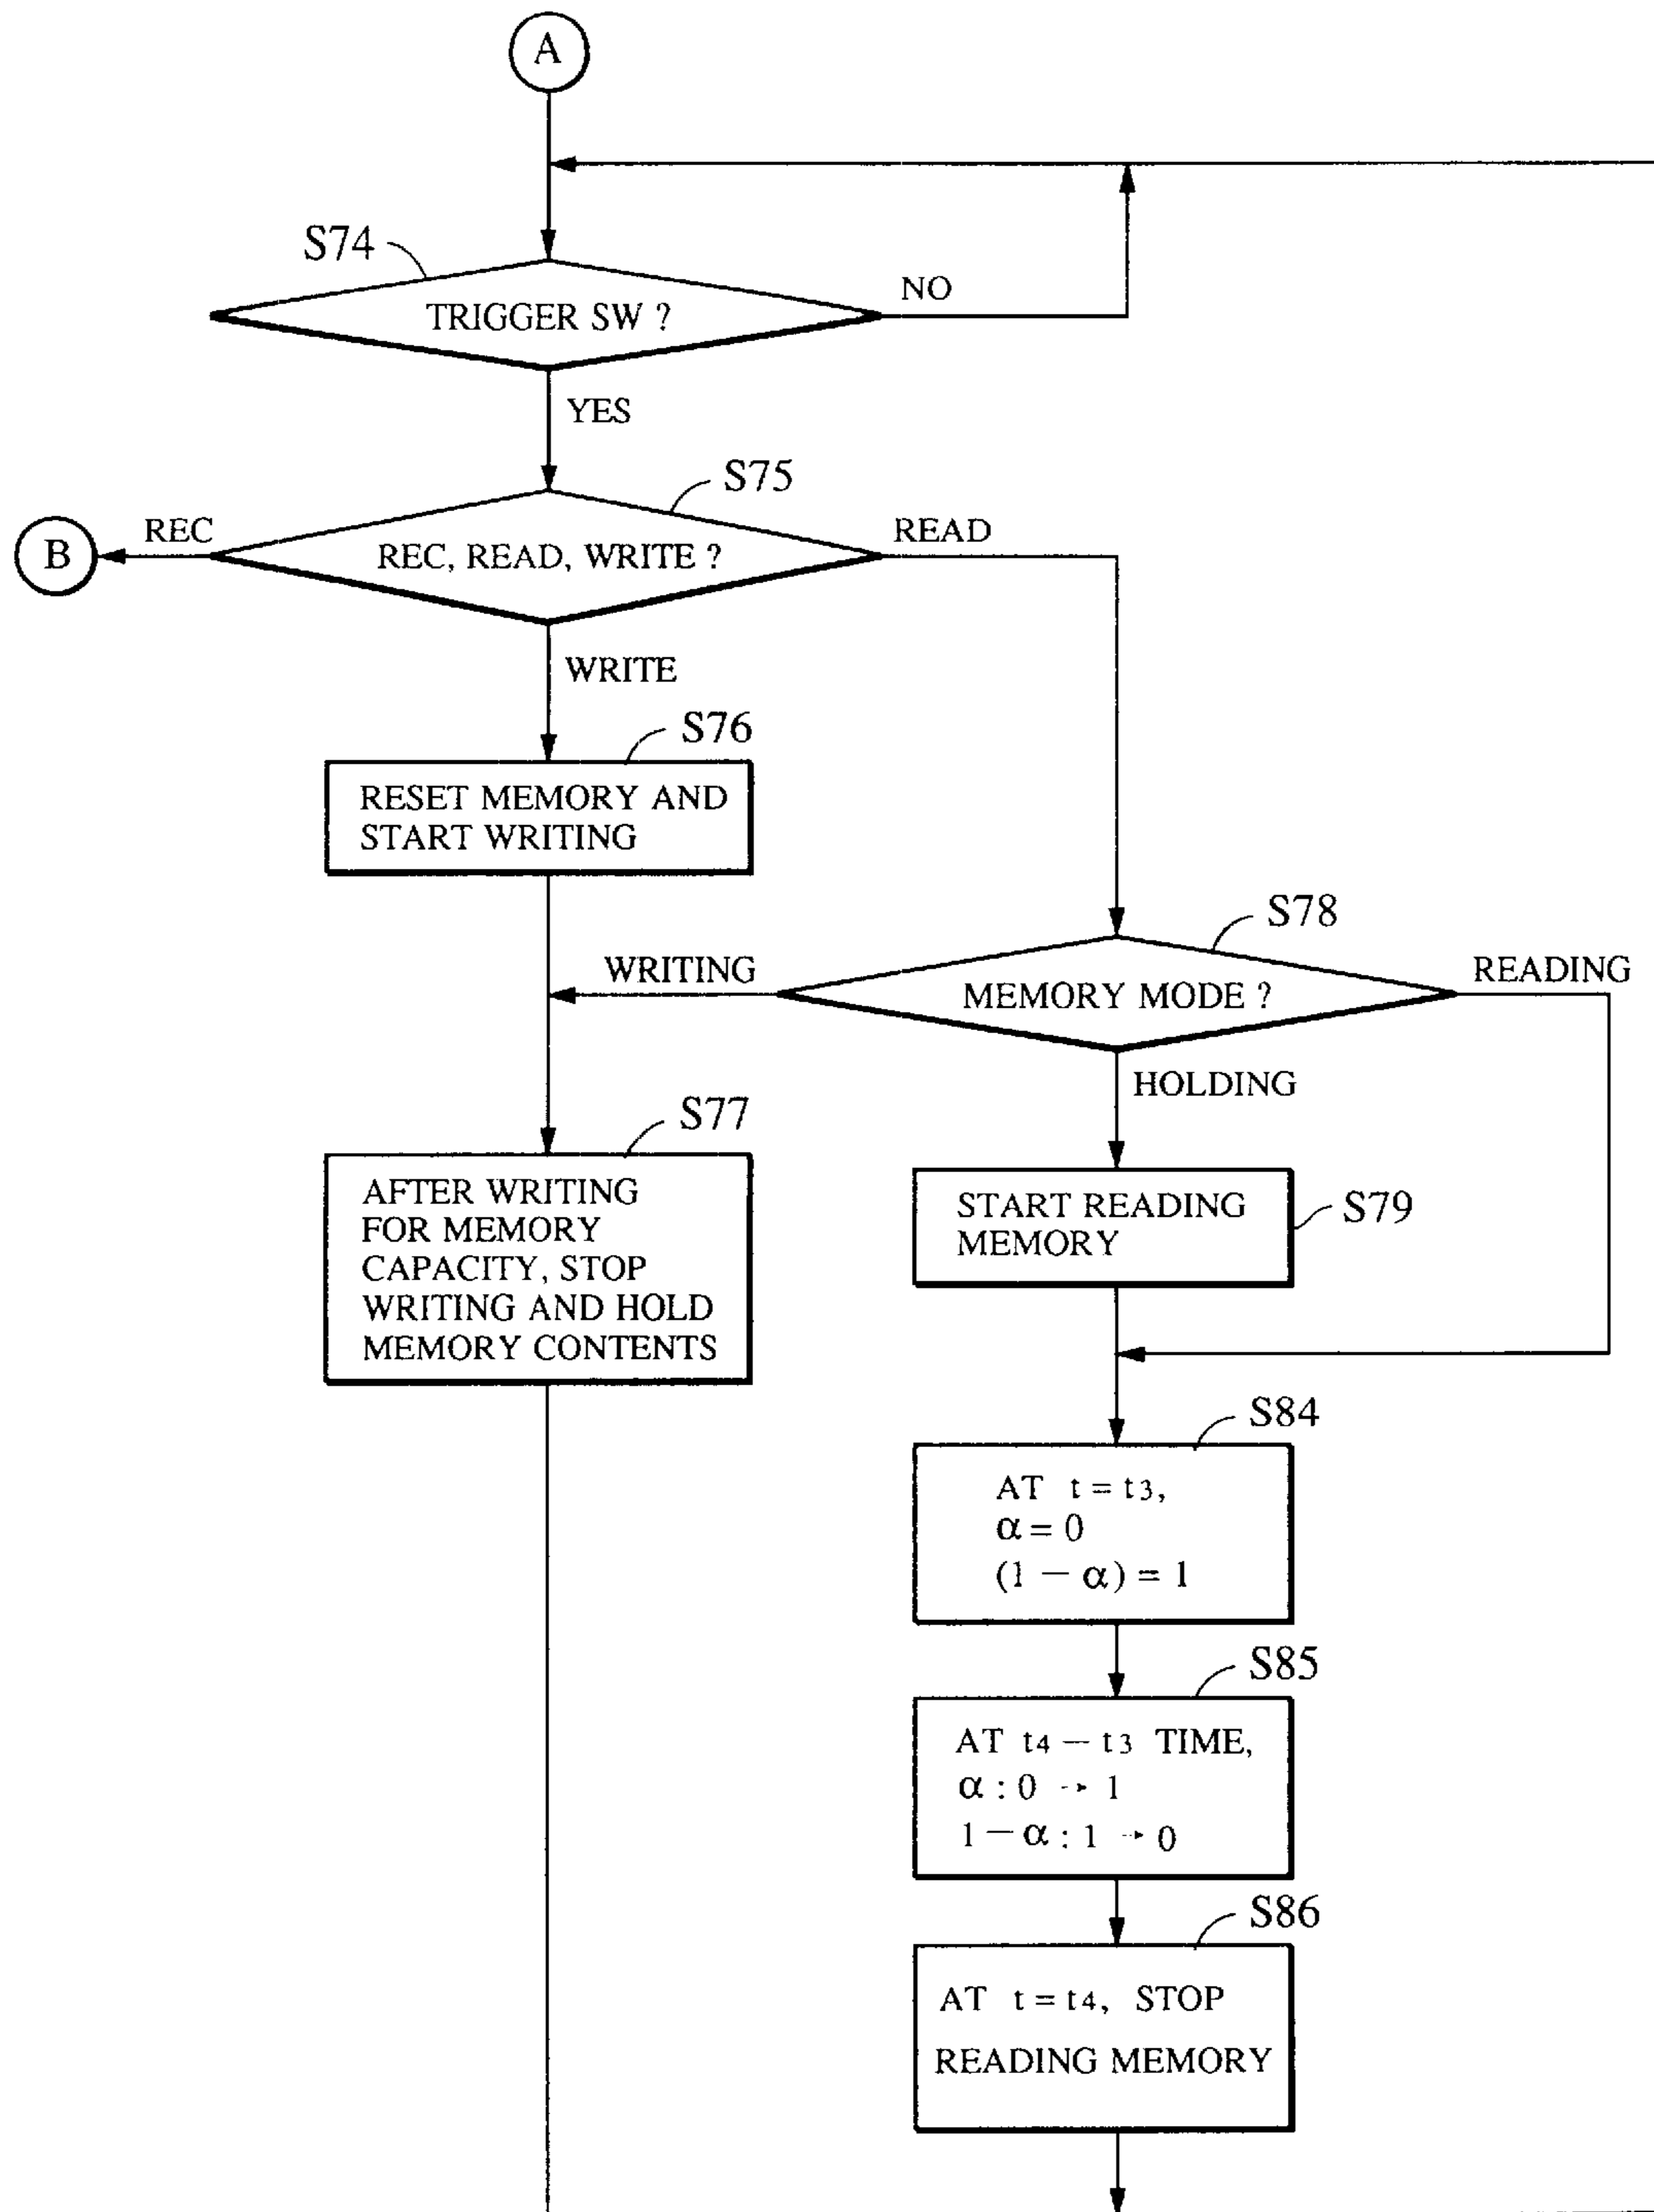 A
S74
TRIGGER SW ?
NO
YES
S75
B
REC
REC, READ, WRITE ?
READ
WRITE
S76
RESET MEMORY AND
START WRITING
S78
WRITING
MEMORY MODE ?
READING
HOLDING
S77
AFTER WRITING
FOR MEMORY
CAPACITY, STOP
WRITING AND HOLD
MEMORY CONTENTS
START READING
MEMORY
S79
S84
AT t = t3,
α = 0
(1 − α) = 1
S85
AT t4 − t3 TIME,
α : 0 → 1
1 − α : 1 → 0
S86
AT t = t4, STOP
READING MEMORY